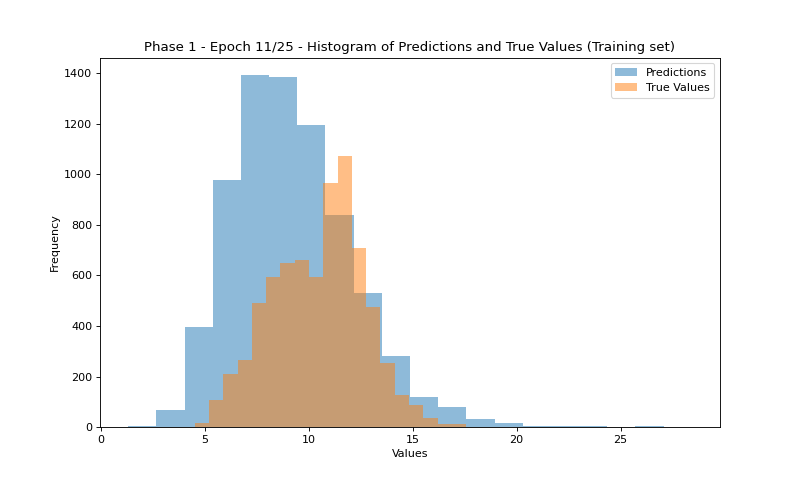 Phase 1 - Epoch 11/25 - Histogram of Predictions and True Values (Training set)
Predictions
True Values
1400
1200
1000
800
600
400
200
0
Frequency
0 5 10 15 20 25
Values